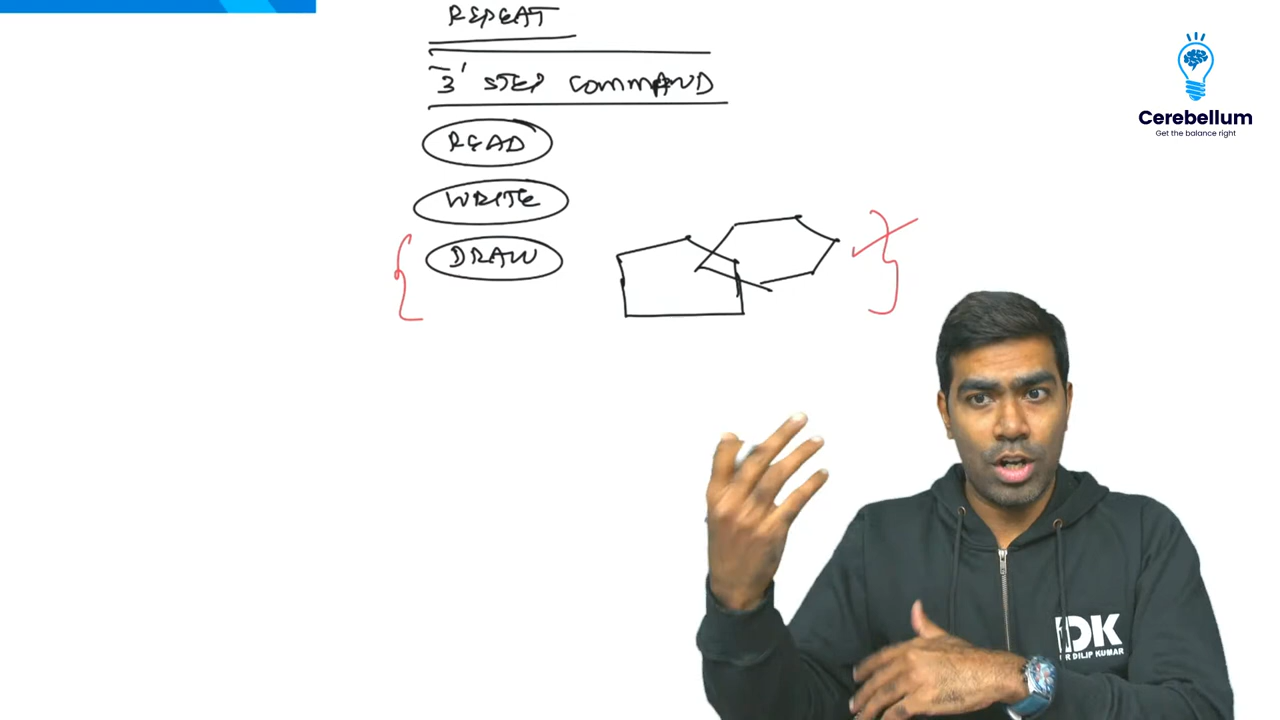 REPEAT
3' STEP COMMAND
READ
WRITE
DRAW
Cerebellum
Get the balance right
DK
DR DILIP KUMAR